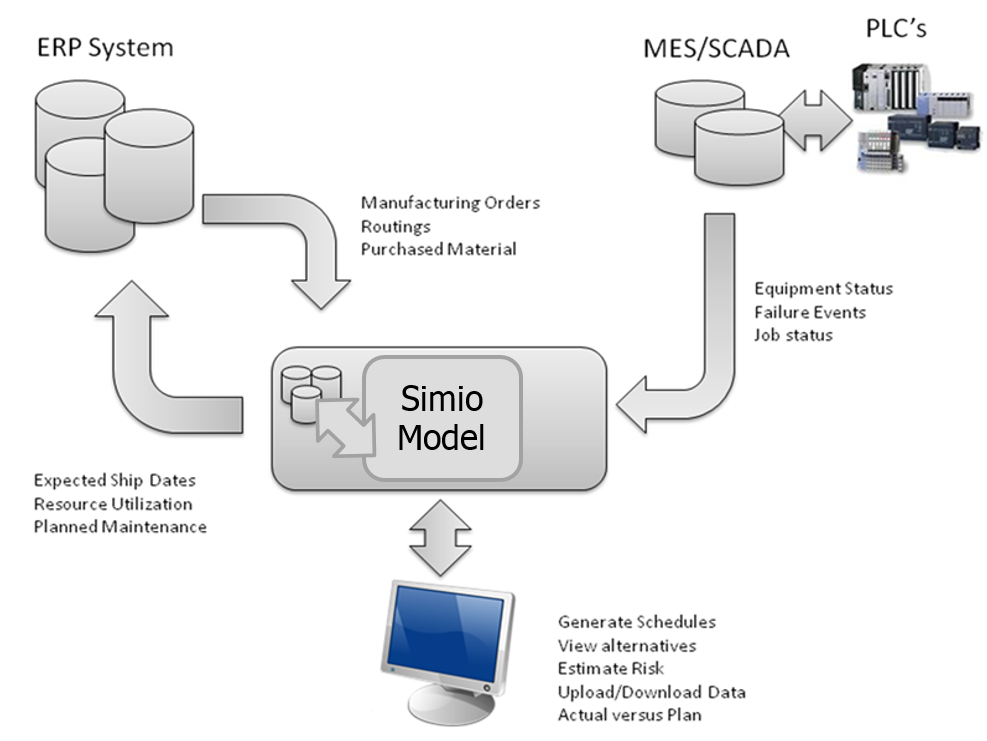 ERP System
MES/SCADA
PLC's
Manufacturing Orders
Routings
Purchased Material
Equipment Status
Failure Events
Job status
Simio
Model
Expected Ship Dates
Resource Utilization
Planned Maintenance
Generate Schedules
View alternatives
Estimate Risk
Upload/Download Data
Actual versus Plan